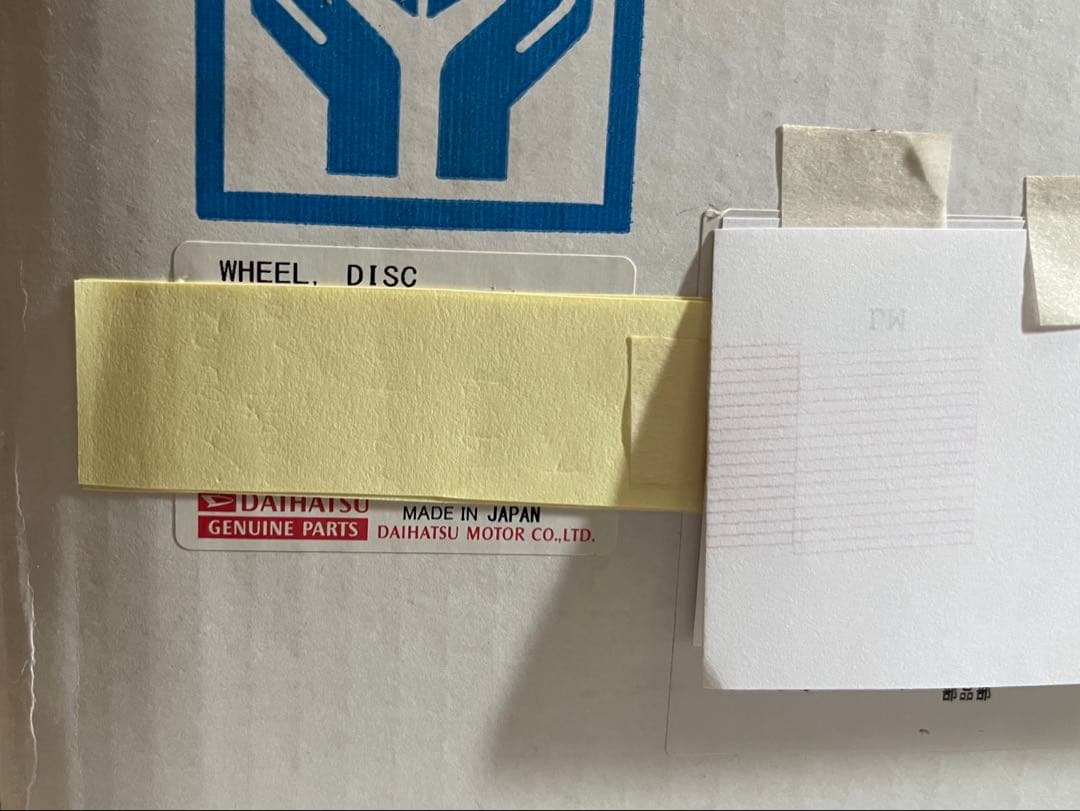 WHEEL, DISC
DAIHATSU
MADE IN JAPAN
GENUINE PARTS
DAIHATSU MOTOR CO.,LTD.